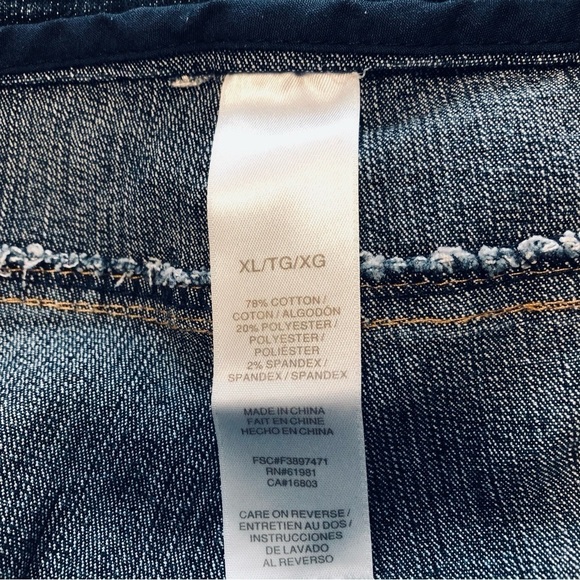 XL/TG/XG
78% COTTON /
COTON / ALGODÓN
20% POLYESTER /
POLYESTER /
POLIÉSTER
2% SPANDEX /
SPANDEX / SPANDEX
MADE IN CHINA
FAIT EN CHINE
HECHO EN CHINA
FSC#F3897471
RN#61981
CA#16803
CARE ON REVERSE /
ENTRETIEN AU DOS /
INSTRUCCIONES
DE LAVADO
AL REVERSO